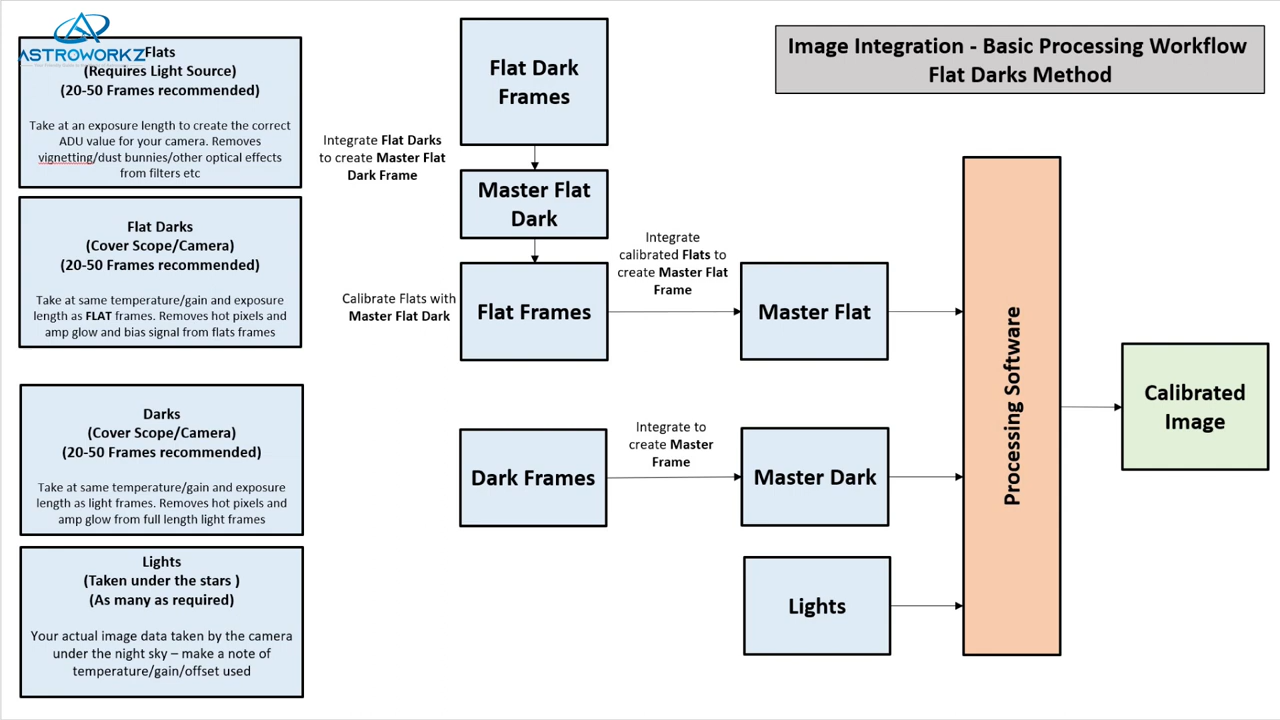 ASTROWORKZ
Flats
(Requires Light Source)
(20-50 Frames recommended)
Take at an exposure length to create the correct
ADU value for your camera. Removes
vignetting/dust bunnies/other optical effects
from filters etc
Flat Darks
(Cover Scope/Camera)
(20-50 Frames recommended)
Take at same temperature/gain and exposure
length as FLAT frames. Removes hot pixels and
amp glow and bias signal from flats frames
Darks
(Cover Scope/Camera)
(20-50 Frames recommended)
Take at same temperature/gain and exposure
length as light frames. Removes hot pixels and
amp glow from full length light frames
Lights
(Taken under the stars )
(As many as required)
Your actual image data taken by the camera
under the night sky – make a note of
temperature/gain/offset used
Image Integration - Basic Processing Workflow
Flat Darks Method
Flat Dark
Frames
Integrate Flat Darks
to create Master Flat
Dark Frame
Master Flat
Dark
Calibrate Flats with
Master Flat Dark
Flat Frames
Integrate
calibrated Flats to
create Master Flat
Frame
Master Flat
Dark Frames
Integrate to
create Master
Frame
Master Dark
Lights
Processing Software
Calibrated
Image